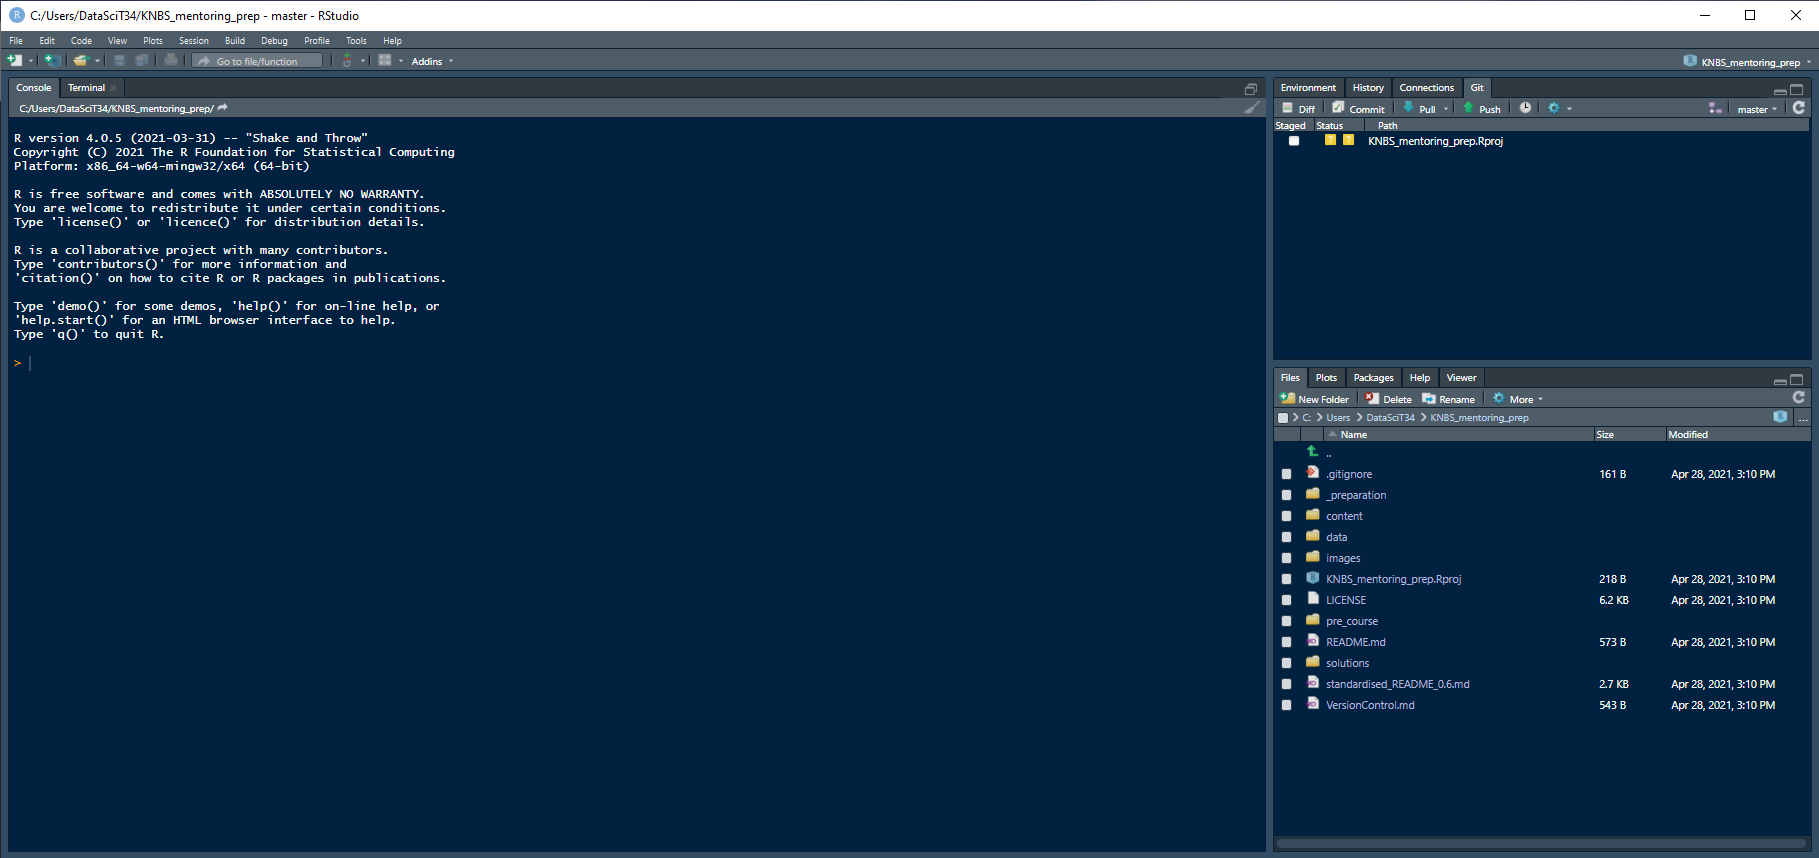 C:/Users/DataSciT34/KNBS_mentoring_prep - master - RStudio
File Edit Code View Plots Session Build Debug Profile Tools Help
Go to file/function Addins KNBS_mentoring_prep
Console Terminal
C:/Users/DataSciT34/KNBS_mentoring_prep/
R version 4.0.5 (2021-03-31) -- "Shake and Throw"
Copyright (C) 2021 The R Foundation for Statistical Computing
Platform: x86_64-w64-mingw32/x64 (64-bit)
R is free software and comes with ABSOLUTELY NO WARRANTY.
You are welcome to redistribute it under certain conditions.
Type 'license()' or 'licence()' for distribution details.
R is a collaborative project with many contributors.
Type 'contributors()' for more information and
'citation()' on how to cite R or R packages in publications.
Type 'demo()' for some demos, 'help()' for on-line help, or
'help.start()' for an HTML browser interface to help.
Type 'q()' to quit R.
>
Environment History Connections Git
Diff Commit Pull Push master
Staged Status Path
? ? KNBS_mentoring_prep.Rproj
Files Plots Packages Help Viewer
New Folder Delete Rename More
C: Users DataSciT34 KNBS_mentoring_prep ...
Name Size Modified
..
.gitignore 161 B Apr 28, 2021, 3:10 PM
_preparation
content
data
images
KNBS_mentoring_prep.Rproj 218 B Apr 28, 2021, 3:10 PM
LICENSE 6.2 KB Apr 28, 2021, 3:10 PM
pre_course
README.md 573 B Apr 28, 2021, 3:10 PM
solutions
standardised_README_0.6.md 2.7 KB Apr 28, 2021, 3:10 PM
VersionControl.md 543 B Apr 28, 2021, 3:10 PM